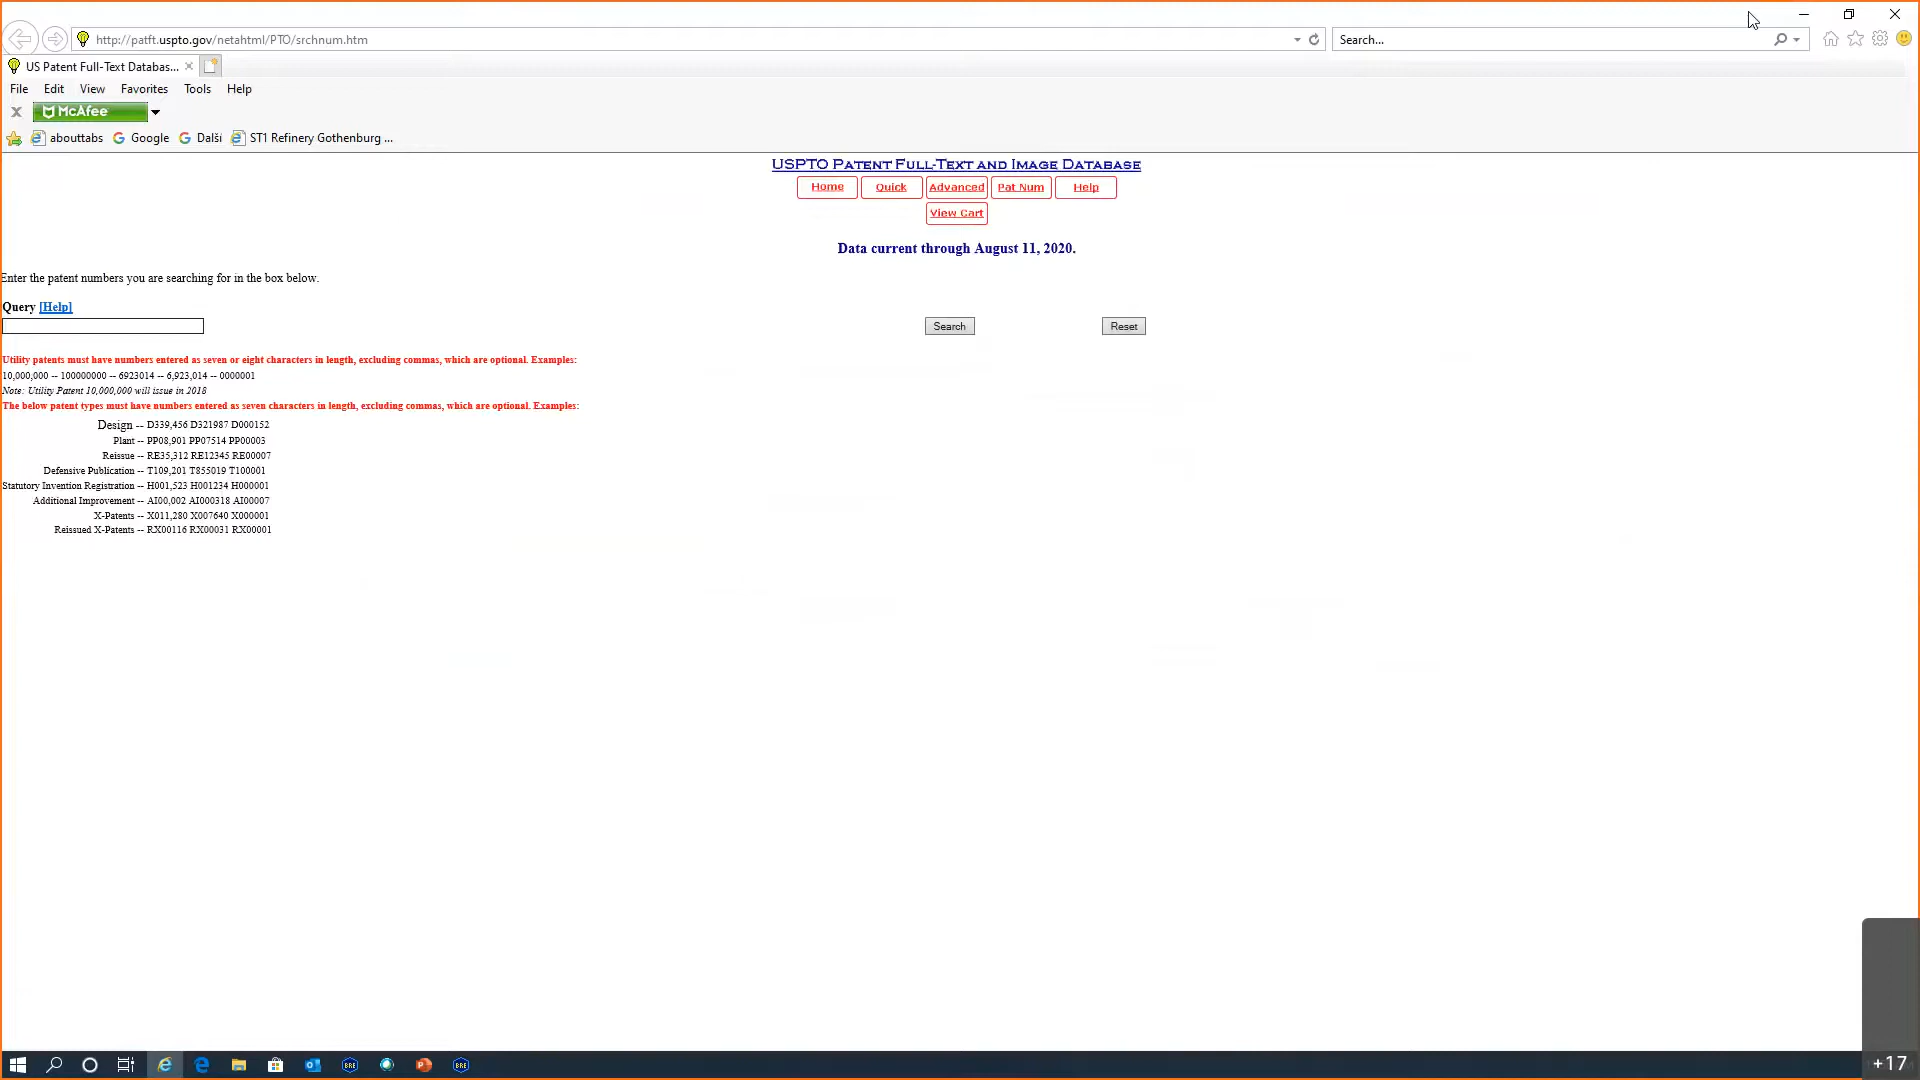 http://patft.uspto.gov/netahtml/PTO/srchnum.htm
Search...
US Patent Full-Text Databas...
File Edit View Favorites Tools Help
X McAfee
abouttabs Google Další ST1 Refinery Gothenburg ...
USPTO Patent Full-Text and Image Database
Home Quick Advanced Pat Num Help
View Cart
Data current through August 11, 2020.
Enter the patent numbers you are searching for in the box below.
Query [Help]
Search Reset
Utility patents must have numbers entered as seven or eight characters in length, excluding commas, which are optional. Examples:
10,000,000 -- 100000000 -- 6923014 -- 6,923,014 -- 0000001
Note: Utility Patent 10,000,000 will issue in 2018
The below patent types must have numbers entered as seven characters in length, excluding commas, which are optional. Examples:
Design -- D339,456 D321987 D000152
Plant -- PP08,901 PP07514 PP00003
Reissue -- RE35,312 RE12345 RE00007
Defensive Publication -- T109,201 T855019 T100001
Statutory Invention Registration -- H001,523 H001234 H000001
Additional Improvement -- AI00,002 AI000318 AI00007
X-Patents -- X011,280 X007640 X000001
Reissued X-Patents -- RX00116 RX00031 RX00001
BRE BRE
+17